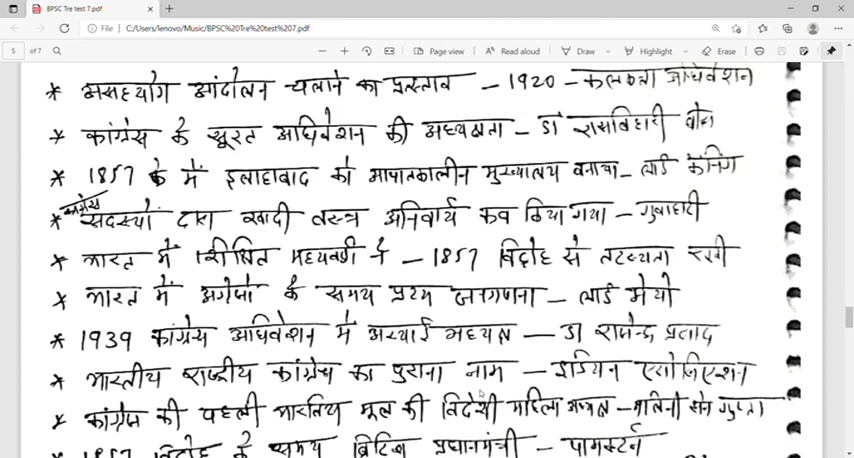 BPSC Tre test 7.pdf
File | C:/Users/lenovo/Music/BPSC%20Tre%20test%207.pdf
5 of 7 Page view Read aloud Draw Highlight Erase
* असहयोग आंदोलन चलाने का प्रस्ताव – 1920 – कलकत्ता अधिवेशन
* कांग्रेस के सूरत अधिवेशन की अध्यक्षता – डा रासबिहारी बोस
* 1857 के में इलाहाबाद को आपातकालीन मुख्यालय बनाया – लार्ड कैनिंग
कांग्रेस
* सदस्यो द्वारा खादी वस्त्र अनिवार्य कब किया गया – गुवाहाटी
* भारत में शिक्षित मध्यवर्ग ने – 1857 विद्रोह से तटस्थता रखी
* भारत में अंग्रेजो के समय प्रथम जनगणना – लार्ड मेयो
* 1939 कांग्रेस अधिवेशन में अस्थाई अध्यक्ष – डा राजेन्द्र प्रसाद
* भारतीय राष्ट्रीय कांग्रेस का पुराना नाम – इंडियन एसोसिएशन
* कांग्रेस की पहली भारतिय मूल की विदेशी महिला अध्यक्ष – नलिनी सेन गुप्ता
* 1857 विद्रोह के समय ब्रिटिश प्रधानमंत्री – पामर्स्टन